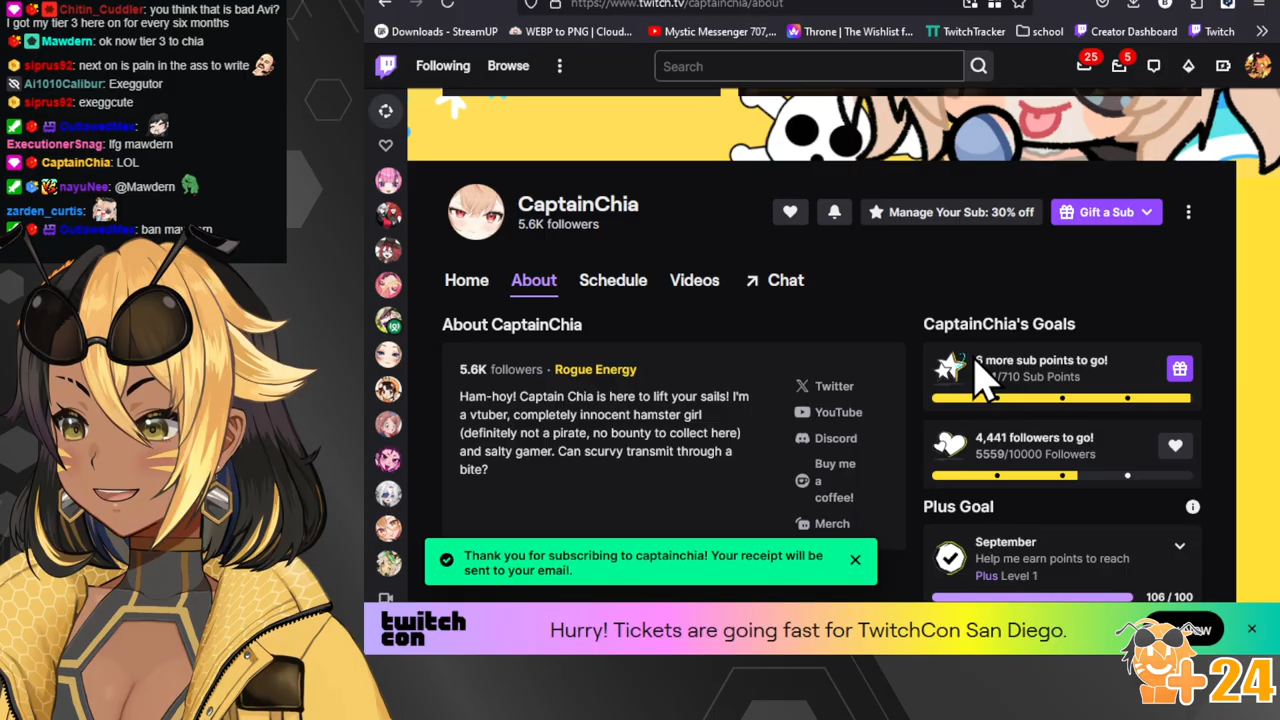 Chitin_Cuddler: you think that is bad Avi?
I got my tier 3 here on for every six months
Mawdern: ok now tier 3 to chia
siprus92: next on is pain in the ass to write
Ai1010Calibur: Exeggutor
siprus92: exeggcute
OutlawedMex:
ExecutionerSnag: lfg mawdern
CaptainChia: LOL
nayuNee: @Mawdern
zarden_curtis:
OutlawedMex: ban mawdern
https://www.twitch.tv/captainchia/about
Downloads - StreamUP
WEBP to PNG | Cloud...
Mystic Messenger 707,...
Throne | The Wishlist f...
TwitchTracker
school
Creator Dashboard
Twitch
Following
Browse
Search
25
5
CaptainChia
5.6K followers
Manage Your Sub: 30% off
Gift a Sub
Home
About
Schedule
Videos
Chat
About CaptainChia
5.6K followers · Rogue Energy
Ham-hoy! Captain Chia is here to lift your sails! I'm
a vtuber, completely innocent hamster girl
(definitely not a pirate, no bounty to collect here)
and salty gamer. Can scurvy transmit through a
bite?
Twitter
YouTube
Discord
Buy me
a
coffee!
Merch
CaptainChia's Goals
more sub points to go!
/710 Sub Points
4,441 followers to go!
5559/10000 Followers
Plus Goal
September
Help me earn points to reach
Plus Level 1
106 / 100
Thank you for subscribing to captainchia! Your receipt will be
sent to your email.
twitch
con
Hurry! Tickets are going fast for TwitchCon San Diego.
+24